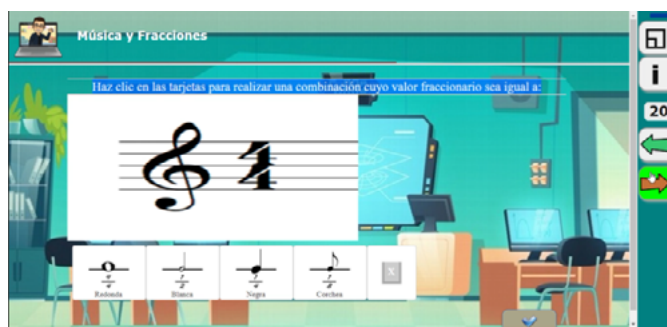 Música y Fracciones
Haz clic en las tarjetas para realizar una combinación cuyo valor fraccionario sea igual a:
4
4
Redonda Blanca Negra Corchea
X
i
20